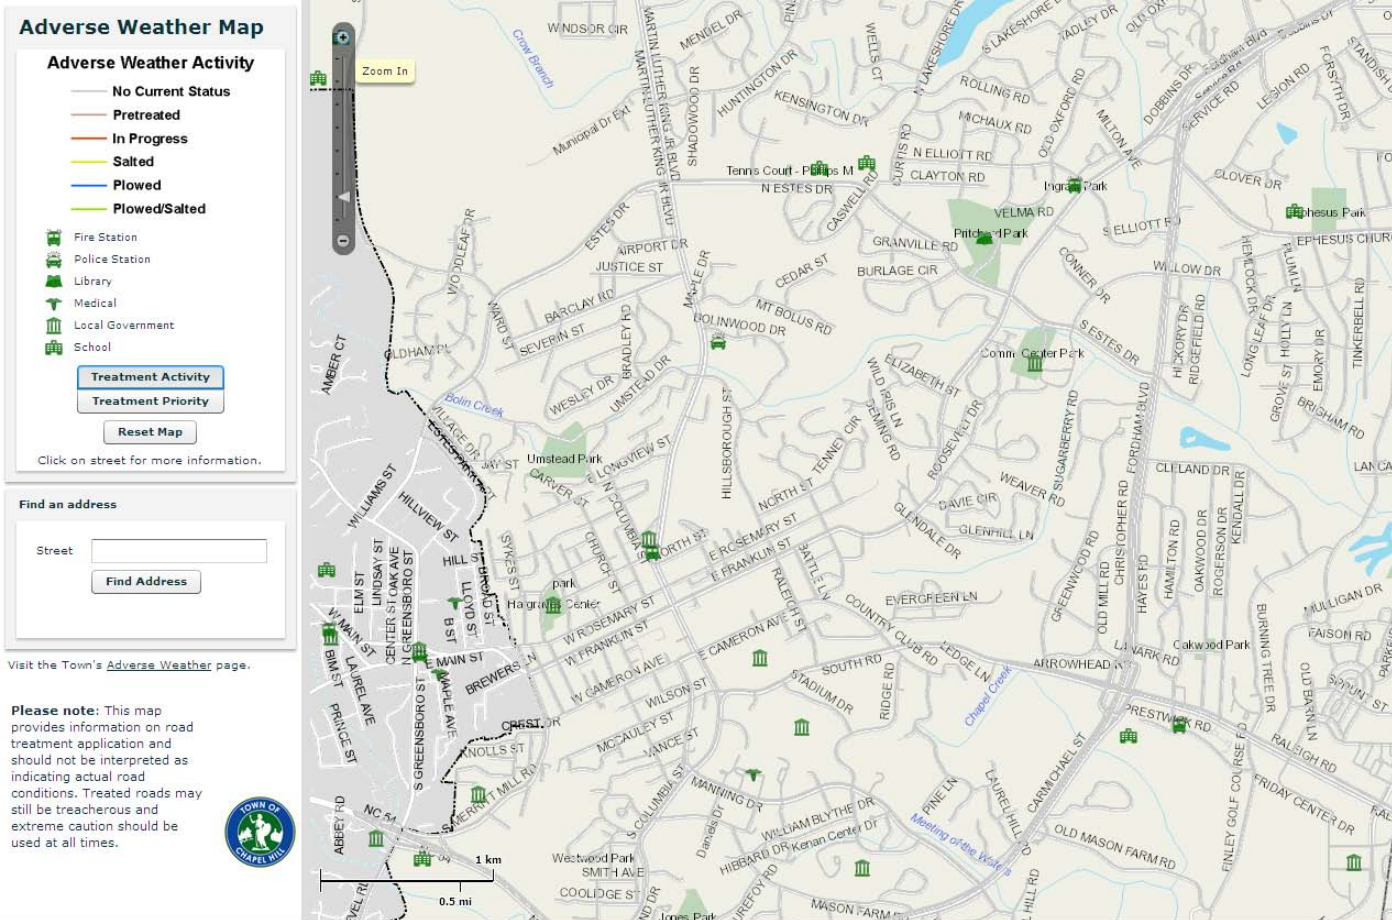 Adverse Weather Map
Adverse Weather Activity
No Current Status
Pretreated
In Progress
Salted
Plowed
Plowed/Salted
Fire Station
Police Station
Library
Medical
Local Government
School
Treatment Activity
Treatment Priority
Reset Map
Click on street for more information.
Find an address
Street
Find Address
Visit the Town's Adverse Weather page.
Please note: This map
provides information on road
treatment application and
should not be interpreted as
indicating actual road
conditions. Treated roads may
still be treacherous and
extreme caution should be
used at all times.
TOWN OF
CHAPEL HILL
Zoom In
WINDSOR CIR
Crow Branch
MARTIN LUTHER KING JR BLVD
MARTIN LUTHER KING JR BLVD
MENDEL DR
HUNTINGTON DR
SHADOWOOD DR
WELLS CT
KENSINGTON DR
N LAKESHORE DR
S LAKESHORE DR
ROLLING RD
MICHAUX RD
OLD OXFORD RD
MILTON AVE
DOBBINS DR
SERVICE RD
Service Rd
Fordham Blvd
LEGION RD
FORSYTH DR
Municipal Dr Ext
CURTIS RD
N ELLIOTT RD
CLAYTON RD
Tennis Court - Phillips M
N ESTES DR
CASWELL RD
CLOVER DR
Ephesus Park
VELMA RD
Pritchard Park
S ELLIOTT RD
GRANVILLE RD
BURLAGE CIR
CEDAR ST
CONNER DR
WILLOW DR
HEMLOCK DR
PLUM LN
WOODLEAF DR
ESTES DR
AIRPORT DR
JUSTICE ST
BARCLAY RD
SEVERIN ST
WARD ST
MAPLE DR
MT BOLUS RD
BOLINWOOD DR
BRADLEY RD
WESLEY DR
UMSTEAD DR
S ESTES DR
HICKORY DR
RIDGEFIELD RD
LONGLEAF DR
HOLLY LN
GROVE ST
EMORY DR
TINKERBELL RD
BRIGHAM RD
AMBER CT
Bolin Creek
VILLAGE DR
JAY ST
Umstead Park
CARVER ST
LONGVIEW ST
N COLUMBIA ST
HILLSBOROUGH ST
TENNEY CIR
WILD IRIS LN
DEMING RD
ELIZABETH ST
ROOSEVELT DR
SUGARBERRY RD
FORDHAM BLVD
CLELAND DR
WEAVER RD
DAVIE CIR
GLENHILL LN
GLENDALE DR
WILLIAMS ST
HILLVIEW ST
HILL ST
BROAD ST
LLOYD ST
LINDSAY ST
OAK AVE
ELM ST
CENTER ST
N GREENSBORO ST
W MAIN ST
E MAIN ST
BIM ST
LAUREL AVE
PRINCE ST
MAPLE AVE
S GREENSBORO ST
BREWERS LN
SYKES ST
CHURCH ST
park
NORTH ST
E ROSEMARY ST
E FRANKLIN ST
W ROSEMARY ST
W FRANKLIN ST
W CAMERON AVE
E CAMERON AVE
RALEIGH ST
BATTLE LN
COUNTRY CLUB RD
EVERGREEN LN
LEDGE LN
GREENWOOD RD
OLD MILL RD
CHRISTOPHER RD
HAYES RD
HAMILTON RD
OAKWOOD DR
ROGERSON DR
KENDALL DR
Oakwood Park
BURNING TREE DR
MULLIGAN DR
FAISON RD
OLD BARN LN
WILSON ST
MCCAULEY ST
VANCE ST
KNOLLS ST
MERRITT MILL RD
SOUTH RD
STADIUM DR
RIDGE RD
Chapel Creek
PRESTWICK RD
RALEIGH RD
FRIDAY CENTER DR
FINLEY GOLF COURSE R
CARMICHAEL ST
MANNING DR
S COLUMBIA ST
Daniels Dr
WILLIAM BLYTHE DR
HIBBARD DR
Kenan Center Dr
PINE LN
LAUREL HILL RD
Meeting of the Waters
OLD MASON FARM RD
MASON FARM R
ABBEY RD
NC 54
Westwood Park
SMITH AVE
COOLIDGE ST
Jones Park
1 km
0.5 mi